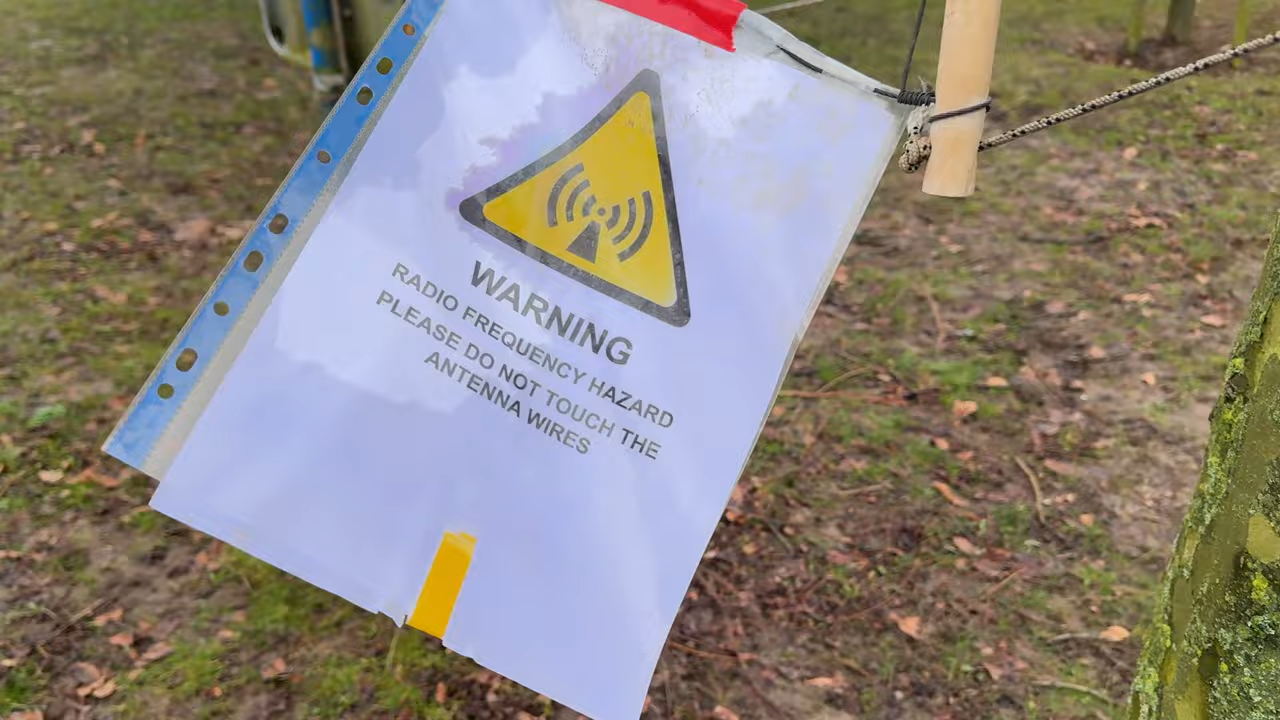 WARNING
RADIO FREQUENCY HAZARD
PLEASE DO NOT TOUCH THE
ANTENNA WIRES